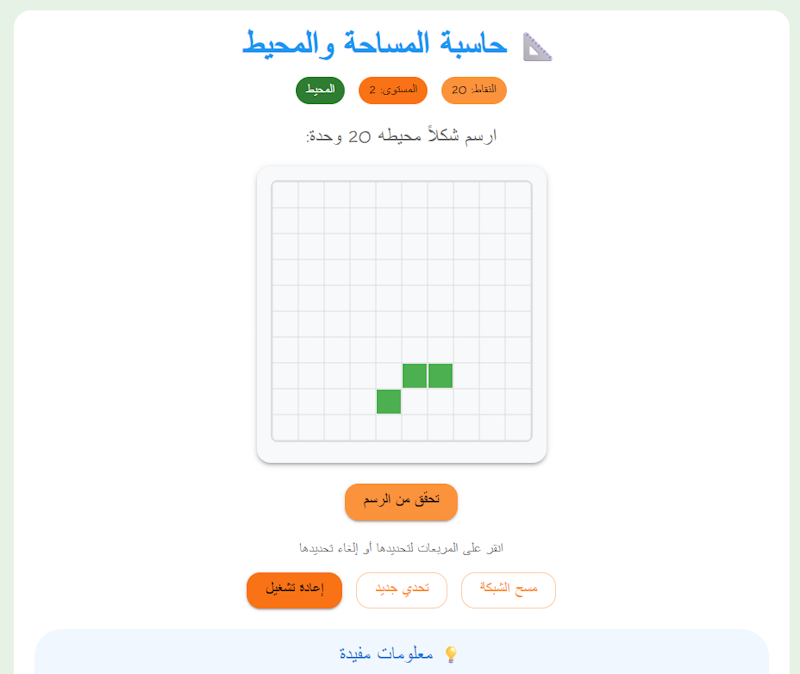 حاسبة المساحة والمحيط
النقاط: 20 المستوى: 2 المحيط
ارسم شكلاً محيطه 20 وحدة:
تحقّق من الرسم
انقر على المربعات لتحديدها أو إلغاء تحديدها
مسح الشبكة تحدي جديد إعادة تشغيل
معلومات مفيدة